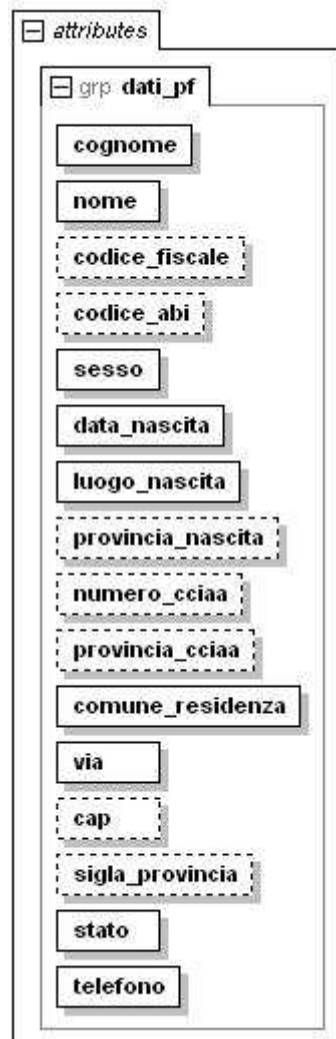 attributes
grp dati_pf
cognome
nome
codice_fiscale
codice_abi
sesso
data_nascita
luogo_nascita
provincia_nascita
numero_cciaa
provincia_cciaa
comune_residenza
via
cap
sigla_provincia
stato
telefono